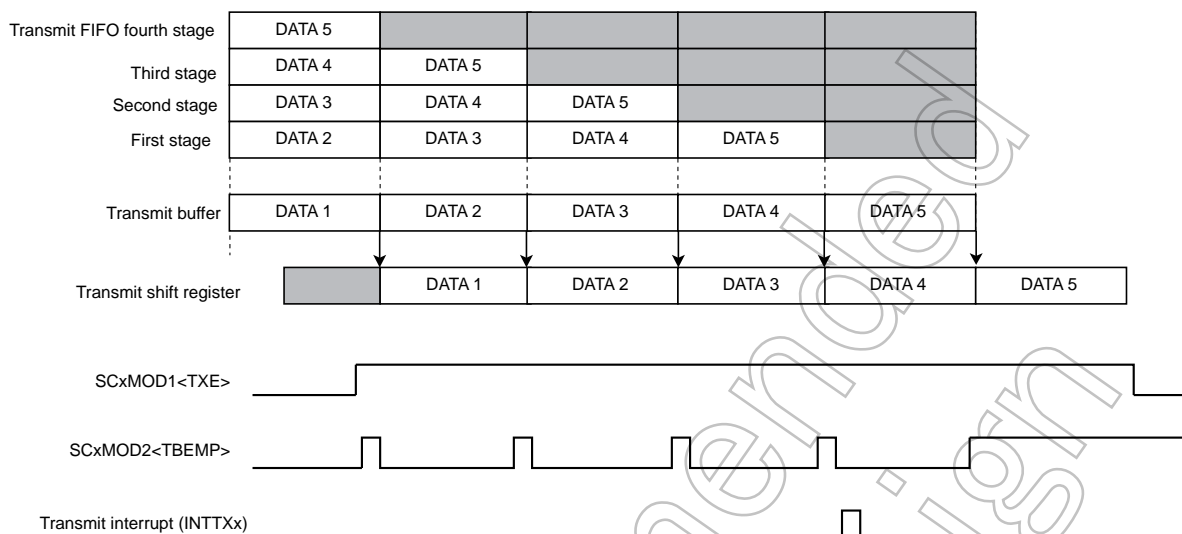 Transmit FIFO fourth stage DATA 5
Third stage DATA 4 DATA 5
Second stage DATA 3 DATA 4 DATA 5
First stage DATA 2 DATA 3 DATA 4 DATA 5
Transmit buffer DATA 1 DATA 2 DATA 3 DATA 4 DATA 5
Transmit shift register DATA 1 DATA 2 DATA 3 DATA 4 DATA 5
SCxMOD1<TXE>
SCxMOD2<TBEMP>
Transmit interrupt (INTTXx)
mended
sign